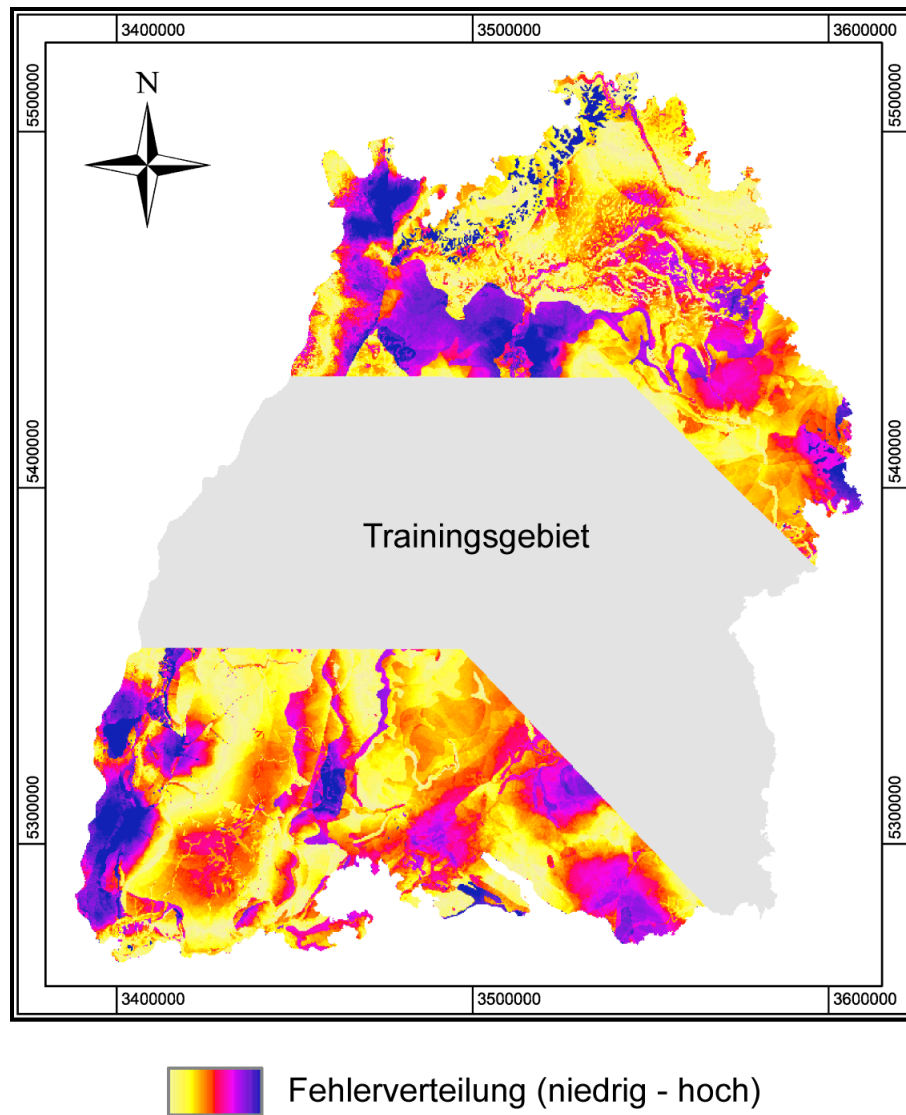 3400000 3500000 3600000
N
5500000 5500000
5400000 5400000
Trainingsgebiet
5300000 5300000
3400000 3500000 3600000
Fehlerverteilung (niedrig - hoch)